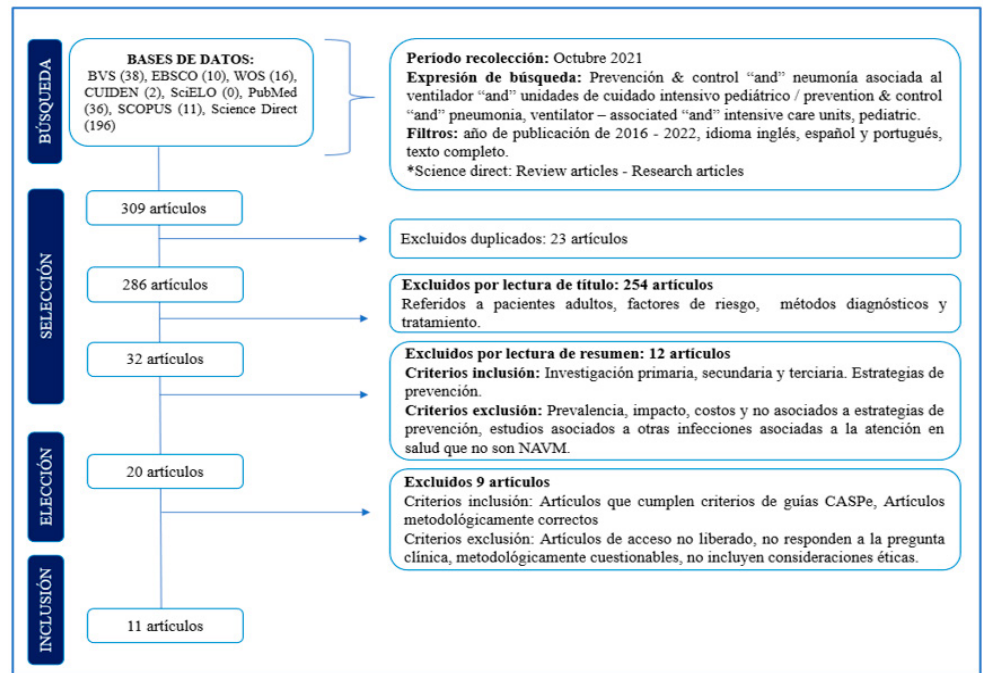 BÚSQUEDA
BASES DE DATOS:
BVS (38), EBSCO (10), WOS (16),
CUIDEN (2), SciELO (0), PubMed
(36), SCOPUS (11), Science Direct
(196)
Período recolección: Octubre 2021
Expresión de búsqueda: Prevención & control “and” neumonía asociada al
ventilador “and” unidades de cuidado intensivo pediátrico / prevention & control
“and” pneumonia, ventilator – associated “and” intensive care units, pediatric.
Filtros: año de publicación de 2016 - 2022, idioma inglés, español y portugués,
texto completo.
*Science direct: Review articles - Research articles
SELECCIÓN
309 artículos
Excluidos duplicados: 23 artículos
286 artículos
Excluidos por lectura de título: 254 artículos
Referidos a pacientes adultos, factores de riesgo, métodos diagnósticos y
tratamiento.
32 artículos
Excluidos por lectura de resumen: 12 artículos
Criterios inclusión: Investigación primaria, secundaria y terciaria. Estrategias de
prevención.
Criterios exclusión: Prevalencia, impacto, costos y no asociados a estrategias de
prevención, estudios asociados a otras infecciones asociadas a la atención en
salud que no son NAVM.
ELECCIÓN
20 artículos
Excluidos 9 artículos
Criterios inclusión: Artículos que cumplen criterios de guías CASPe, Artículos
metodológicamente correctos
Criterios exclusión: Artículos de acceso no liberado, no responden a la pregunta
clínica, metodológicamente cuestionables, no incluyen consideraciones éticas.
INCLUSIÓN
11 artículos